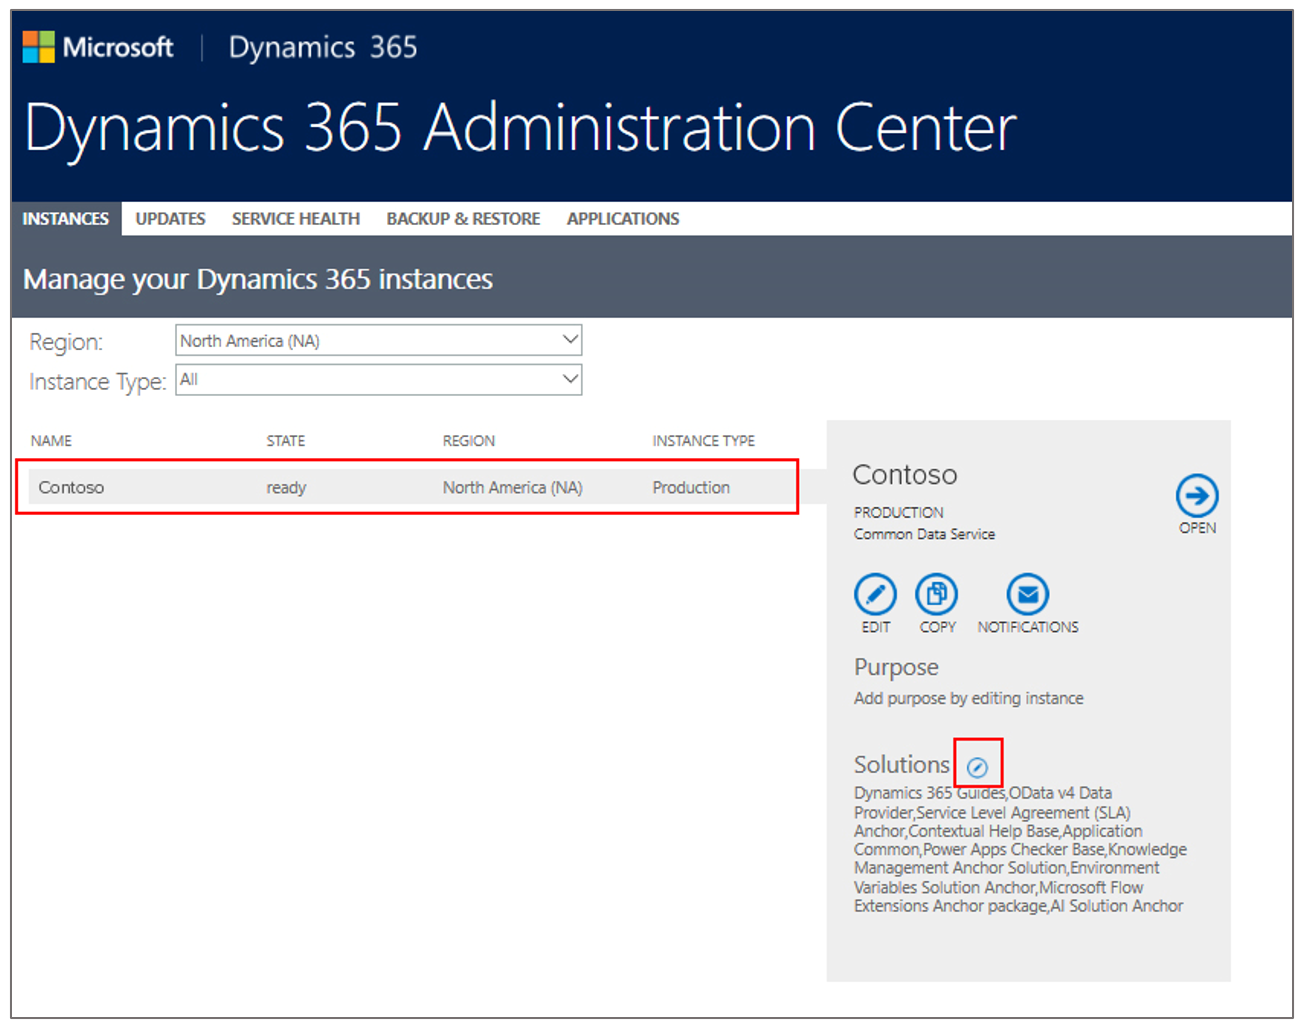 Microsoft | Dynamics 365
Dynamics 365 Administration Center
INSTANCES UPDATES SERVICE HEALTH BACKUP & RESTORE APPLICATIONS
Manage your Dynamics 365 instances
Region: North America (NA)
Instance Type: All
NAME STATE REGION INSTANCE TYPE
Contoso ready North America (NA) Production
Contoso
PRODUCTION
Common Data Service
OPEN
EDIT COPY NOTIFICATIONS
Purpose
Add purpose by editing instance
Solutions
Dynamics 365 Guides,OData v4 Data
Provider,Service Level Agreement (SLA)
Anchor,Contextual Help Base,Application
Common,Power Apps Checker Base,Knowledge
Management Anchor Solution,Environment
Variables Solution Anchor,Microsoft Flow
Extensions Anchor package,AI Solution Anchor